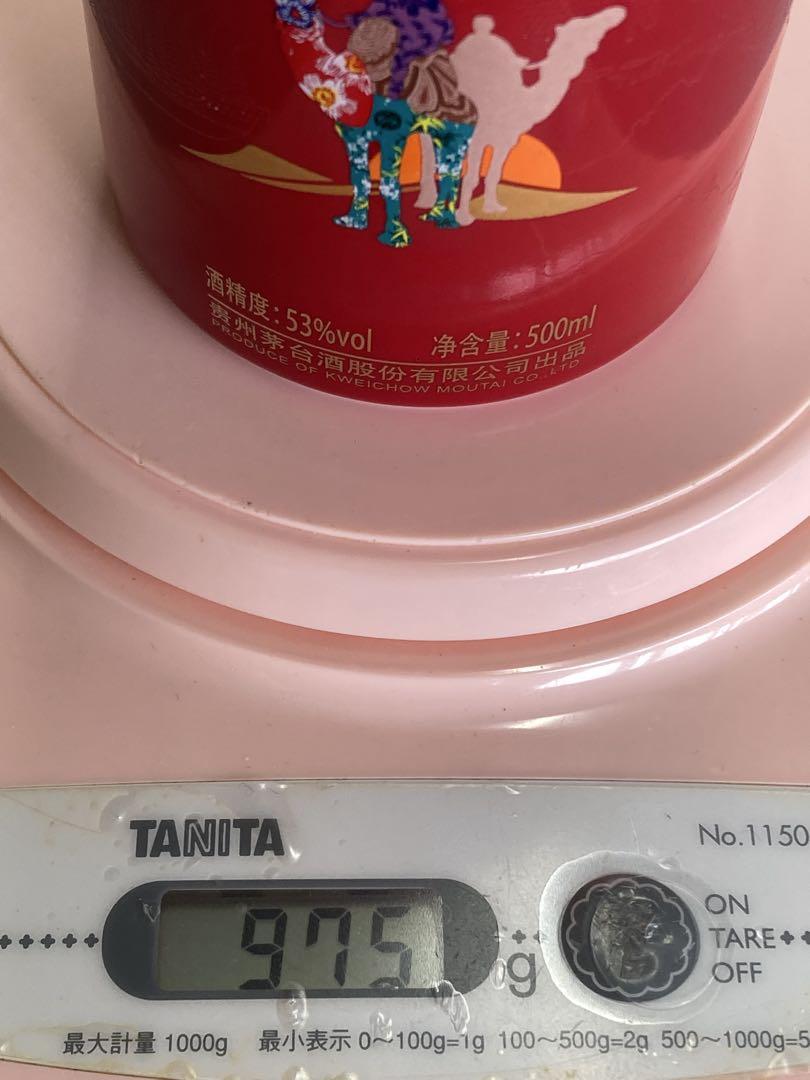 酒精度:53%vol
净含量:500ml
贵州茅台酒股份有限公司出品
PRODUCE OF KWEICHOW MOUTAI CO.,LTD
TANITA
No.1150
975
g
ON
TARE
OFF
最大計量 1000g
最小表示 0～100g=1g 100～500g=2g 500～1000g=5